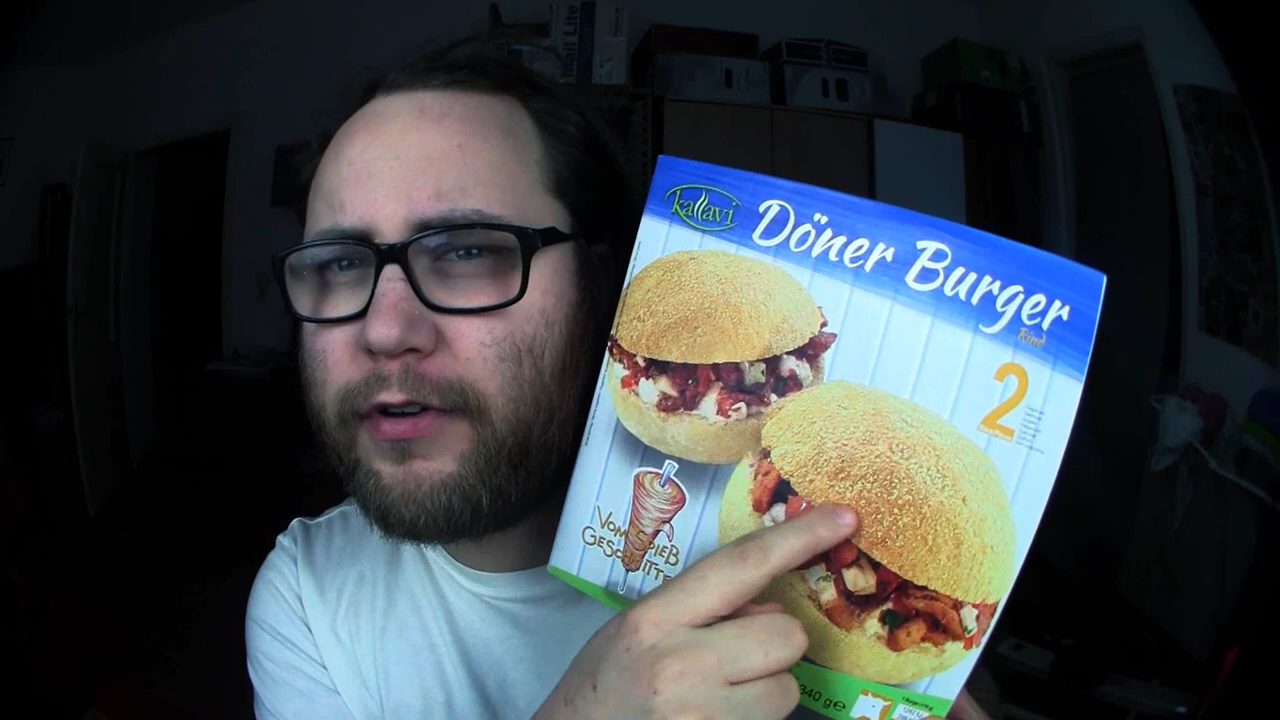 kallavi
Döner Burger
Rind
2
VOM SPIEß
GESCHNITTEN
340 g e